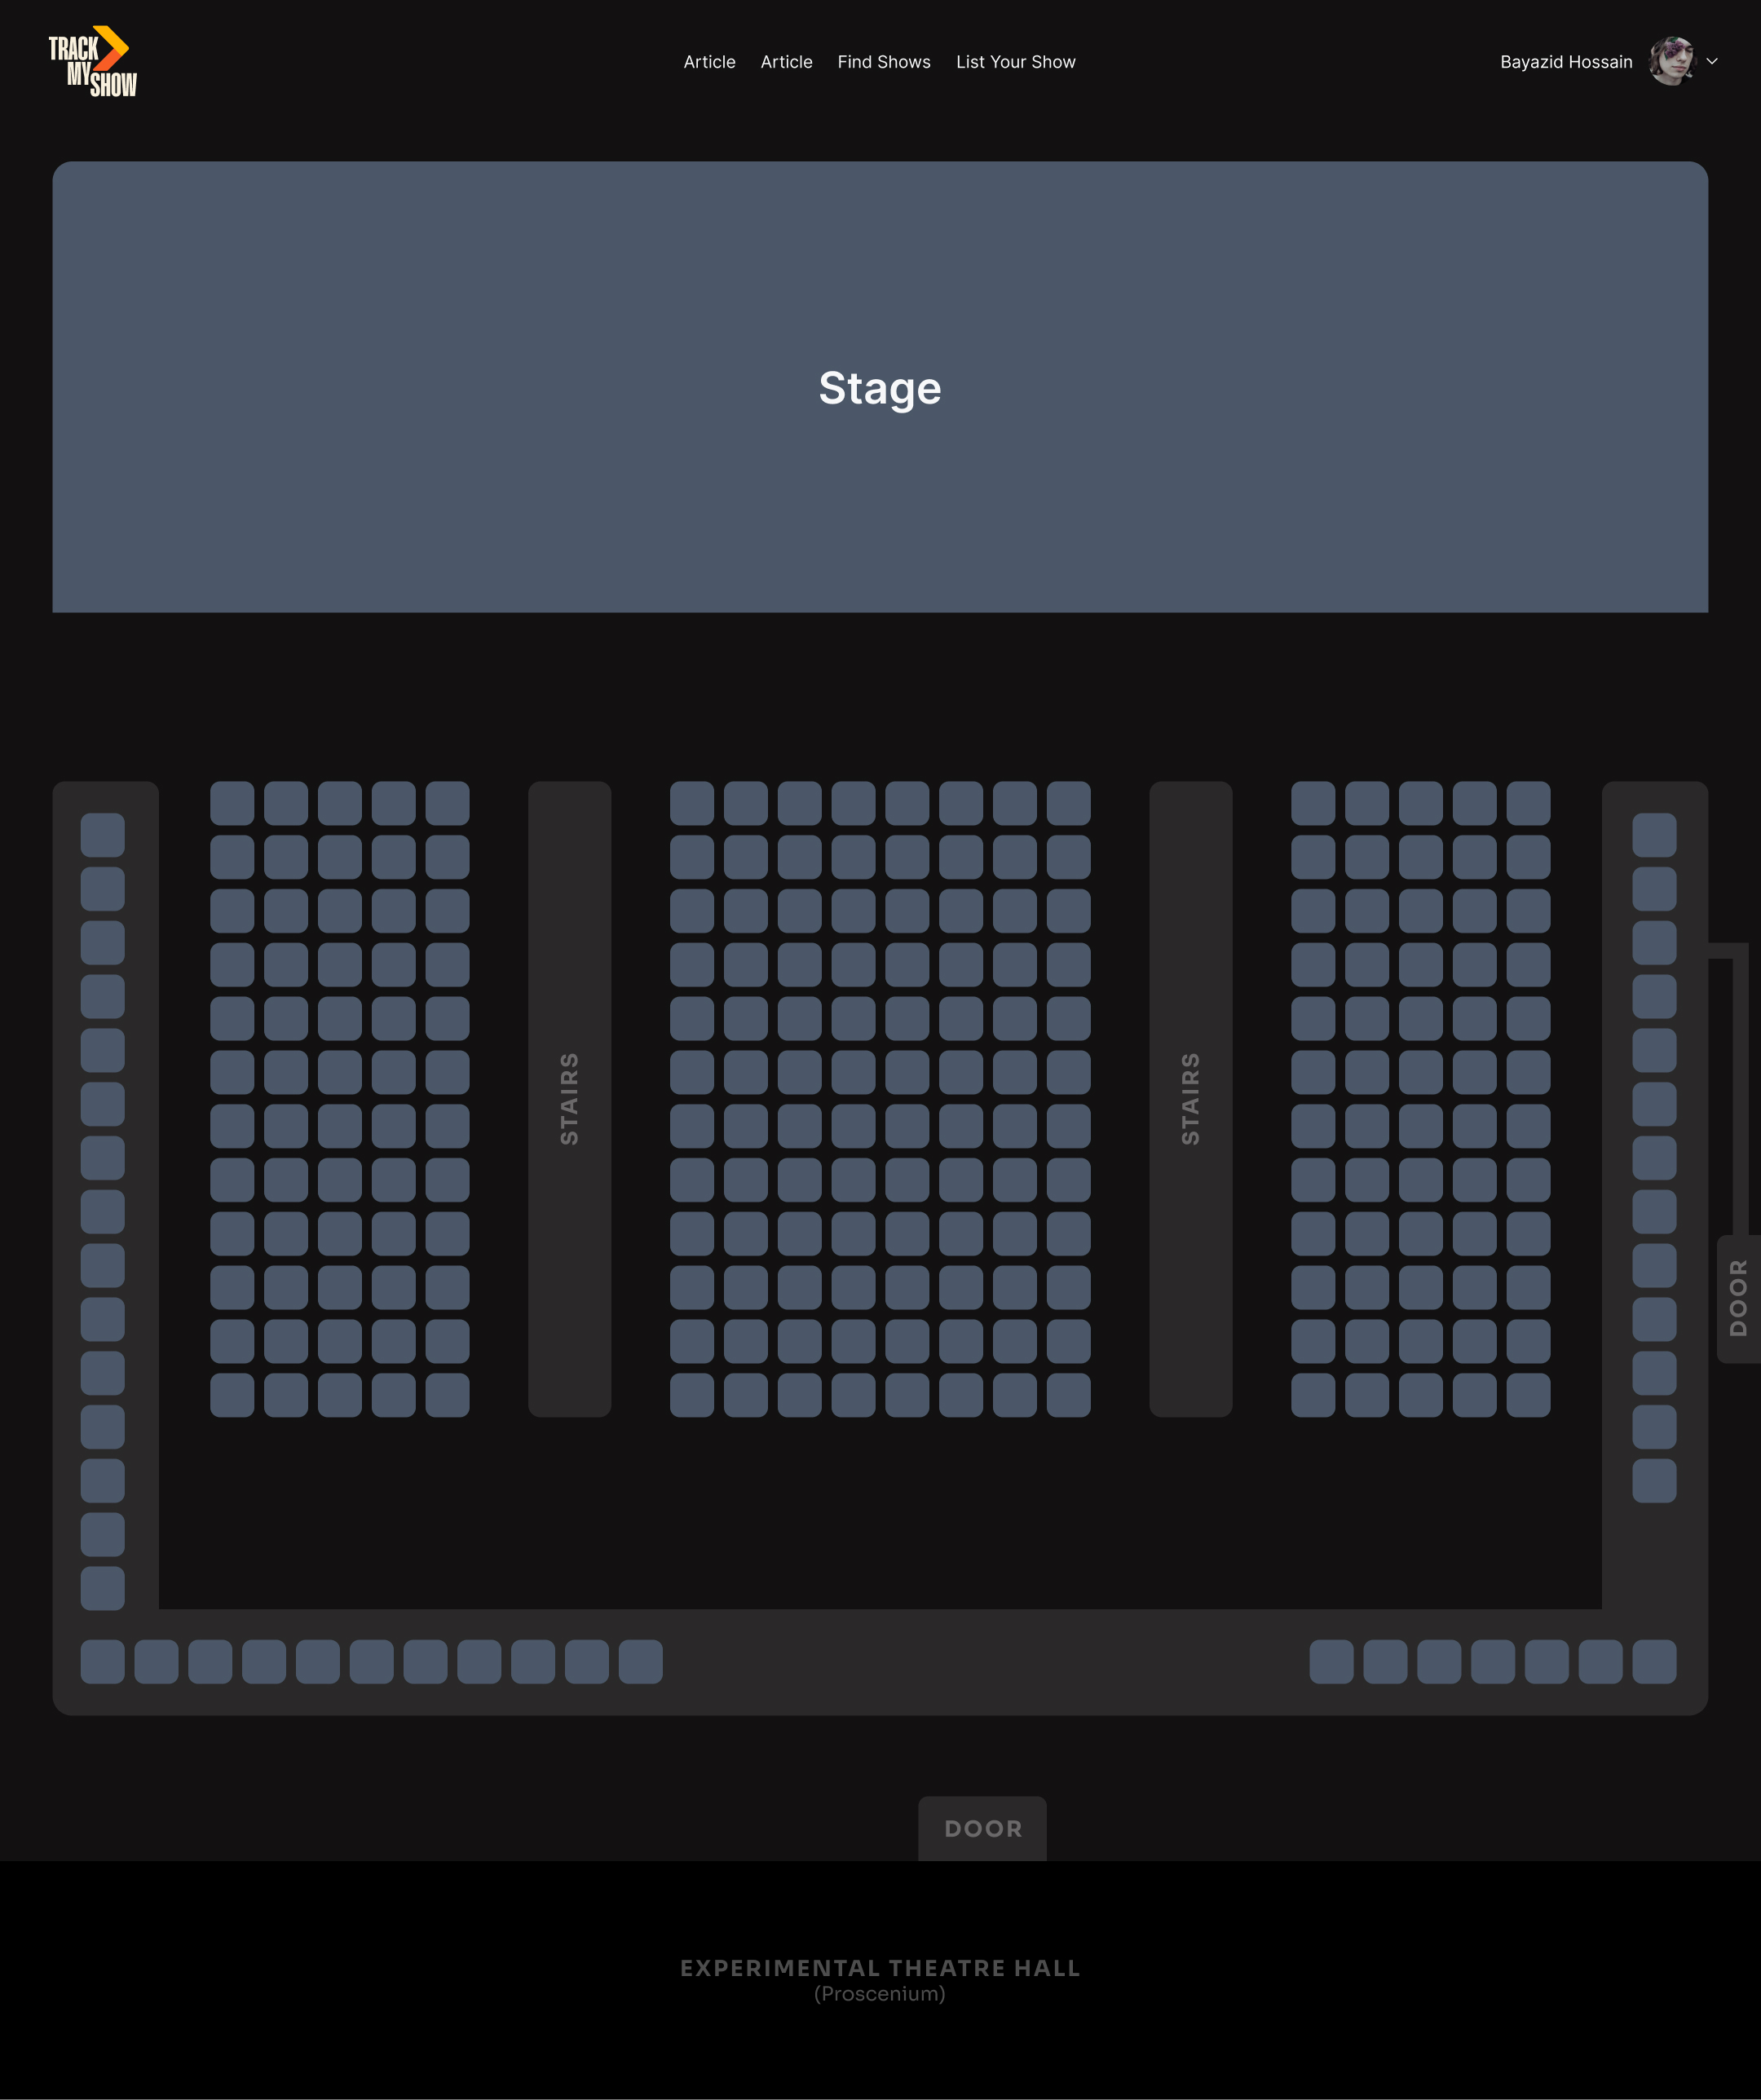 TRACK
MY
SHOW
Article
Article
Find Shows
List Your Show
Bayazid Hossain
Stage
STAIRS
STAIRS
DOOR
DOOR
EXPERIMENTAL THEATRE HALL
(Proscenium)